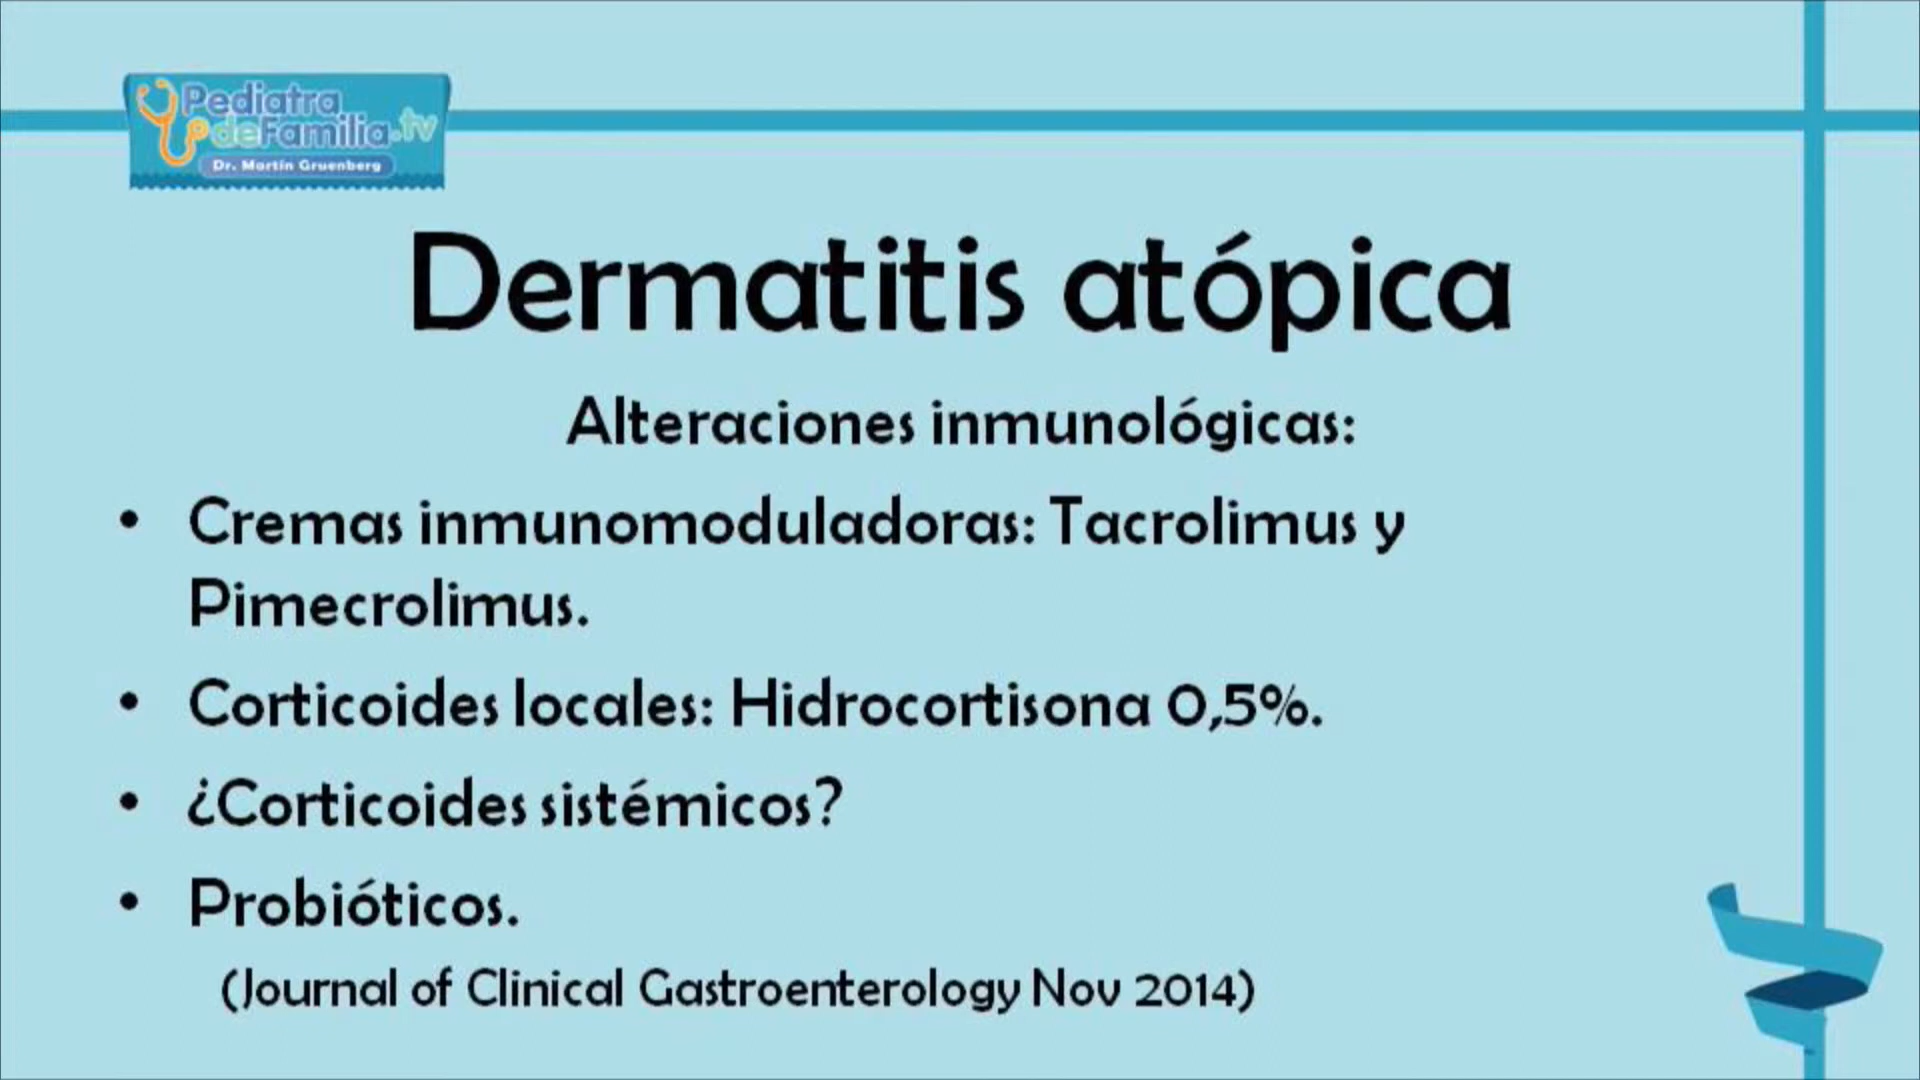 Pediatra
deFamilia.tv
Dr. Martín Gruenberg
Dermatitis atópica
Alteraciones inmunológicas:
• Cremas inmunomoduladoras: Tacrolimus y
Pimecrolimus.
• Corticoides locales: Hidrocortisona 0,5%.
• ¿Corticoides sistémicos?
• Probióticos.
(Journal of Clinical Gastroenterology Nov 2014)